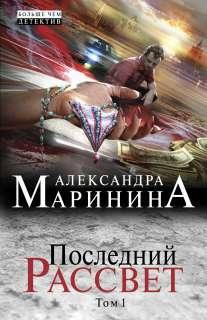 БОЛЬШЕ ЧЕМ
ДЕТЕКТИВ
АЛЕКСАНДРА
МАРИНИНА
Последний
РАССВЕТ
Том I